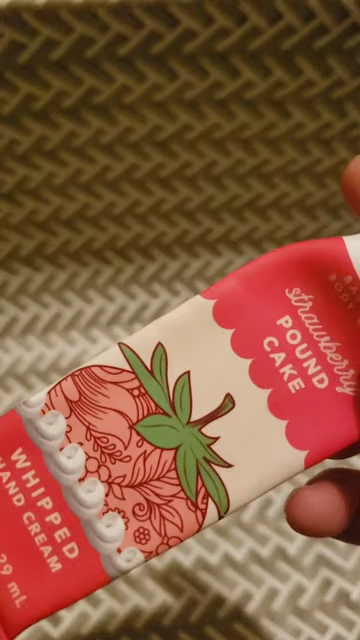 strawberry
POUND
CAKE
WHIPPED
HAND CREAM
29 mL